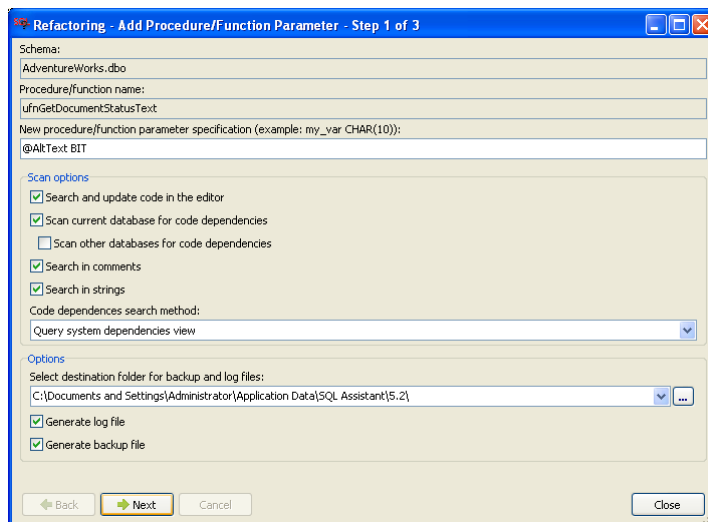 Refactoring - Add Procedure/Function Parameter - Step 1 of 3
Schema:
AdventureWorks.dbo
Procedure/function name:
ufnGetDocumentStatusText
New procedure/function parameter specification (example: my_var CHAR(10)):
@AltText BIT
Scan options
Search and update code in the editor
Scan current database for code dependencies
Scan other databases for code dependencies
Search in comments
Search in strings
Code dependences search method:
Query system dependencies view
Options
Select destination folder for backup and log files:
C:\Documents and Settings\Administrator\Application Data\SQL Assistant\5.2\
...
Generate log file
Generate backup file
Back Next Cancel Close